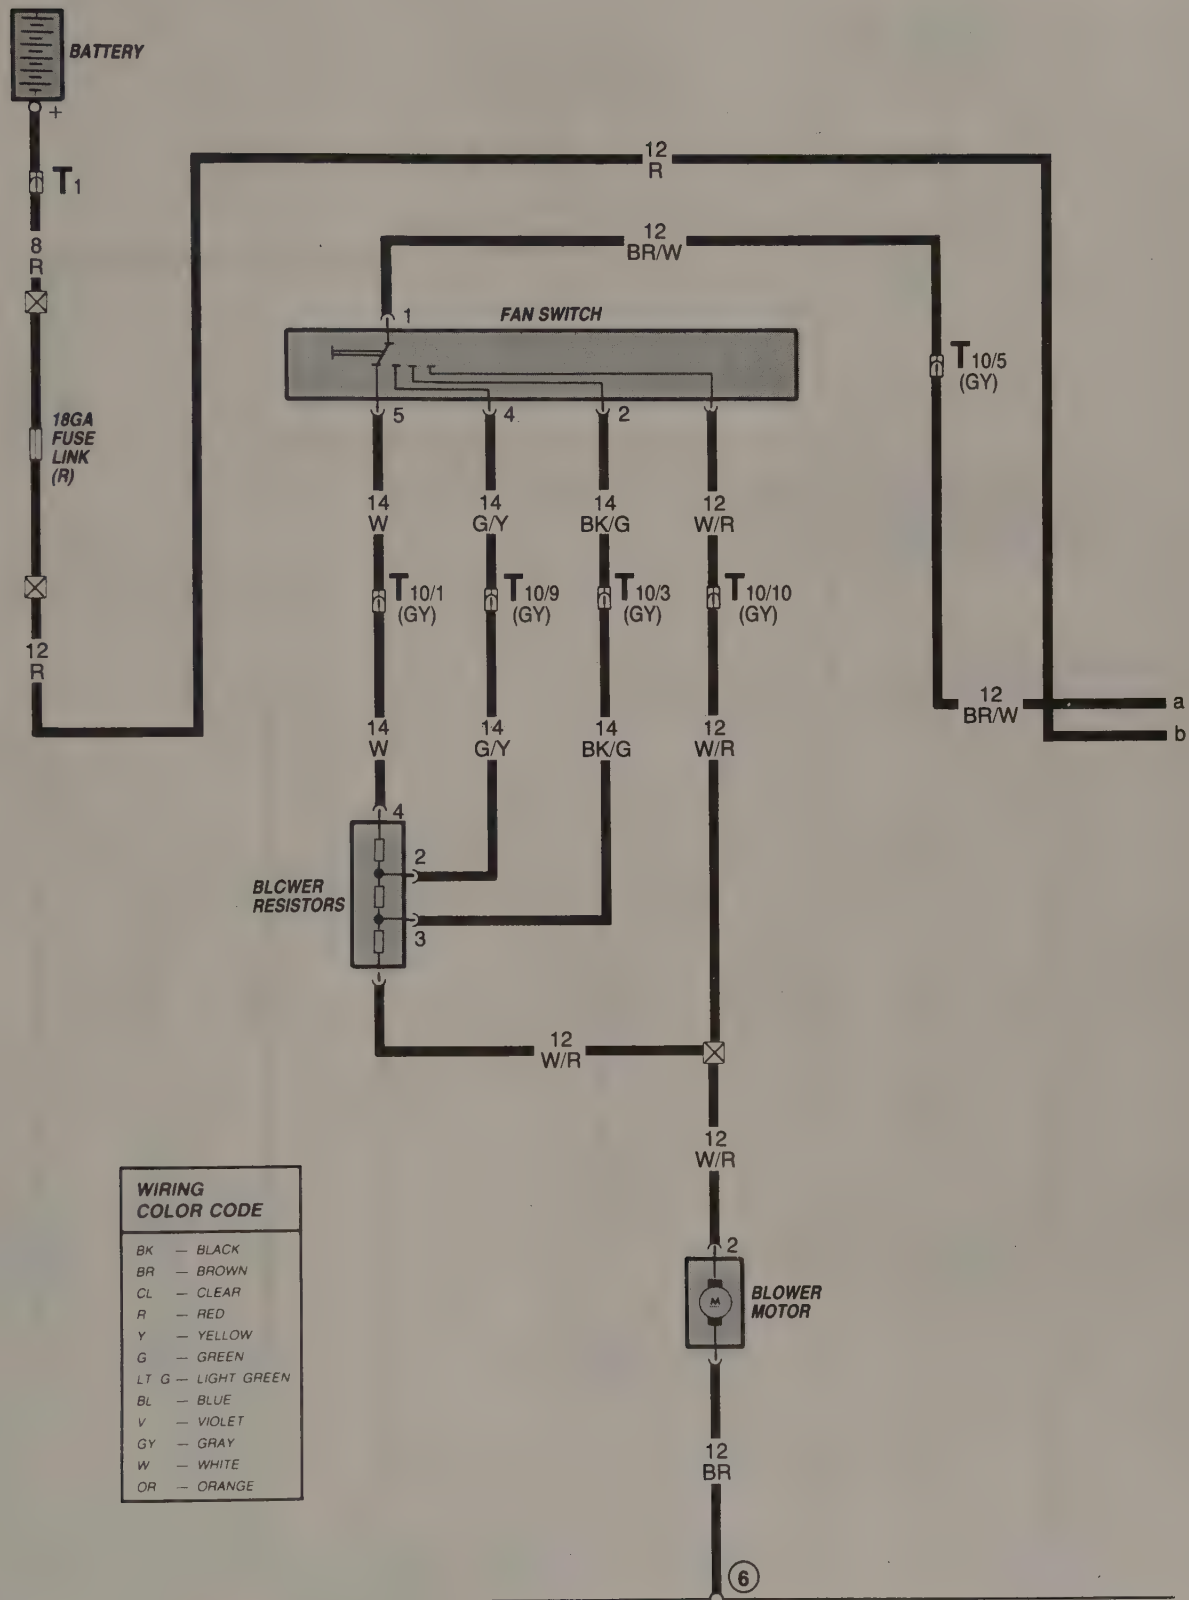 BATTERY
+
T1
8
R
18GA
FUSE
LINK
(R)
12
R
12
R
12
BR/W
1
FAN SWITCH
T10/5
(GY)
5
4
2
14
W
14
G/Y
14
BK/G
12
W/R
T10/1
(GY)
T10/9
(GY)
T10/3
(GY)
T10/10
(GY)
12
BR/W
a
b
14
W
14
G/Y
14
BK/G
12
W/R
4
2
BLCWER
RESISTORS
3
12
W/R
12
W/R
2
M
BLOWER
MOTOR
12
BR
6
WIRING
COLOR CODE
BK — BLACK
BR — BROWN
CL — CLEAR
R — RED
Y — YELLOW
G — GREEN
LT G — LIGHT GREEN
BL — BLUE
V — VIOLET
GY — GRAY
W — WHITE
OR — ORANGE